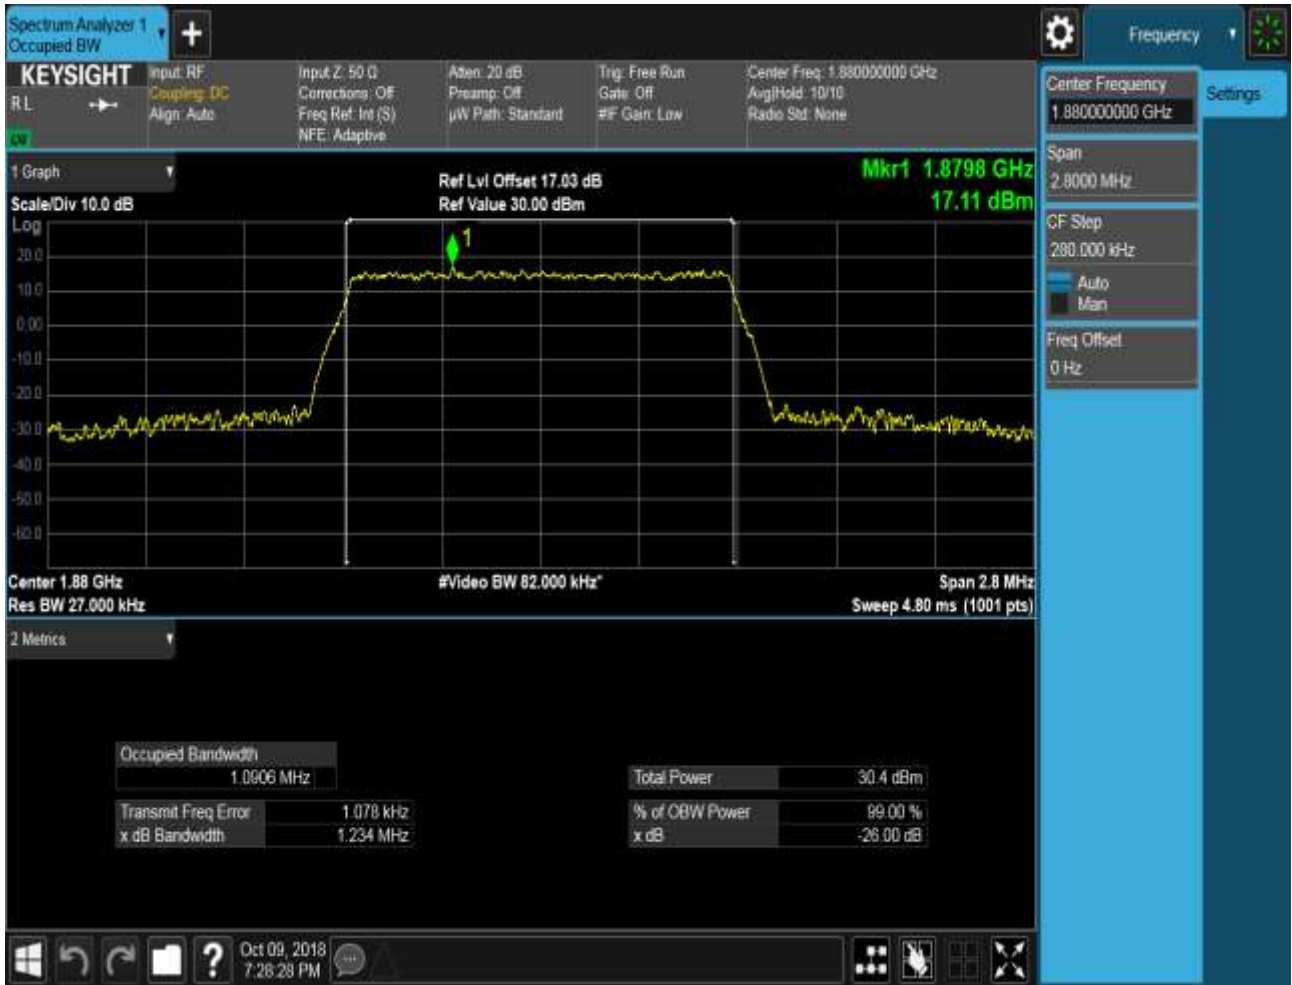 Spectrum Analyzer 1
Occupied BW
Frequency
KEYSIGHT
RL
Input: RF
Coupling: DC
Align: Auto
Input Z: 50 Ω
Corrections: Off
Freq Ref: Int (S)
NFE: Adaptive
Atten: 20 dB
Preamp: Off
µW Path: Standard
Trig: Free Run
Gate: Off
#IF Gain: Low
Center Freq: 1.880000000 GHz
Avg|Hold: 10/10
Radio Std: None
Center Frequency
1.880000000 GHz
Settings
Span
2.8000 MHz
CF Step
280.000 kHz
Auto
Man
Freq Offset
0 Hz
1 Graph
Ref Lvl Offset 17.03 dB
Mkr1 1.8798 GHz
Scale/Div 10.0 dB
Ref Value 30.00 dBm
17.11 dBm
Log
1
20.0
10.0
0.00
-10.0
-20.0
-30.0
-40.0
-50.0
-60.0
Center 1.88 GHz
#Video BW 82.000 kHz*
Span 2.8 MHz
Res BW 27.000 kHz
Sweep 4.80 ms (1001 pts)
2 Metrics
Occupied Bandwidth
1.0906 MHz
Total Power 30.4 dBm
Transmit Freq Error 1.078 kHz
% of OBW Power 99.00 %
x dB Bandwidth 1.234 MHz
x dB -26.00 dB
?
Oct 09, 2018
7:28:28 PM